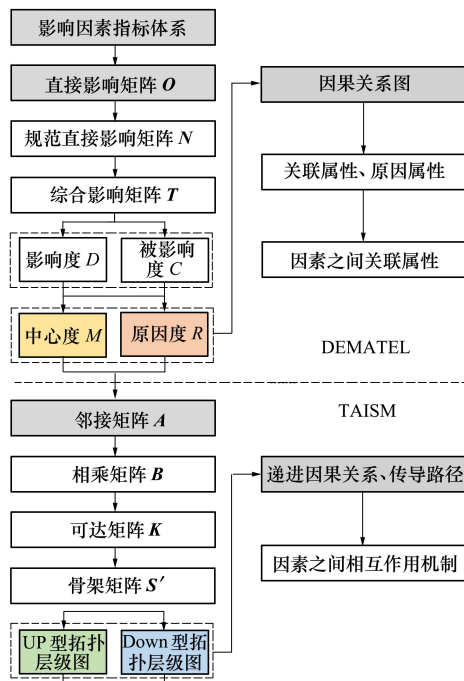 影响因素指标体系
直接影响矩阵 O
规范直接影响矩阵 N
综合影响矩阵 T
影响度 D
被影响
度 C
中心度 M
原因度 R
因果关系图
关联属性、原因属性
因素之间关联属性
DEMATEL
TAISM
邻接矩阵 A
相乘矩阵 B
可达矩阵 K
骨架矩阵 S′
UP 型拓扑
层级图
Down 型拓
扑层级图
递进因果关系、传导路径
因素之间相互作用机制